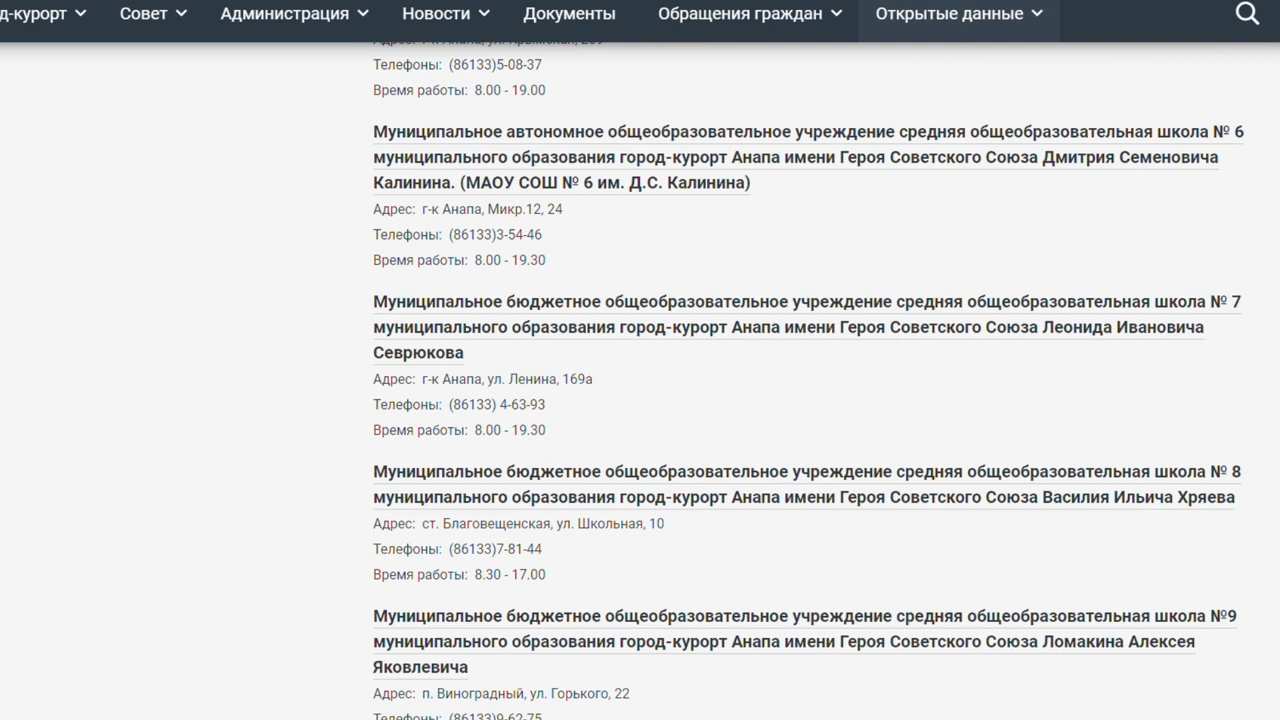 д-курорт Совет Администрация Новости Документы Обращения граждан Открытые данные
Телефоны: (86133)5-08-37
Время работы: 8.00 - 19.00
Муниципальное автономное общеобразовательное учреждение средняя общеобразовательная школа № 6
муниципального образования город-курорт Анапа имени Героя Советского Союза Дмитрия Семеновича
Калинина. (МАОУ СОШ № 6 им. Д.С. Калинина)
Адрес: г-к Анапа, Микр.12, 24
Телефоны: (86133)3-54-46
Время работы: 8.00 - 19.30
Муниципальное бюджетное общеобразовательное учреждение средняя общеобразовательная школа № 7
муниципального образования город-курорт Анапа имени Героя Советского Союза Леонида Ивановича
Севрюкова
Адрес: г-к Анапа, ул. Ленина, 169а
Телефоны: (86133) 4-63-93
Время работы: 8.00 - 19.30
Муниципальное бюджетное общеобразовательное учреждение средняя общеобразовательная школа № 8
муниципального образования город-курорт Анапа имени Героя Советского Союза Василия Ильича Хряева
Адрес: ст. Благовещенская, ул. Школьная, 10
Телефоны: (86133)7-81-44
Время работы: 8.30 - 17.00
Муниципальное бюджетное общеобразовательное учреждение средняя общеобразовательная школа №9
муниципального образования город-курорт Анапа имени Героя Советского Союза Ломакина Алексея
Яковлевича
Адрес: п. Виноградный, ул. Горького, 22
Телефоны: (86133)9-62-75